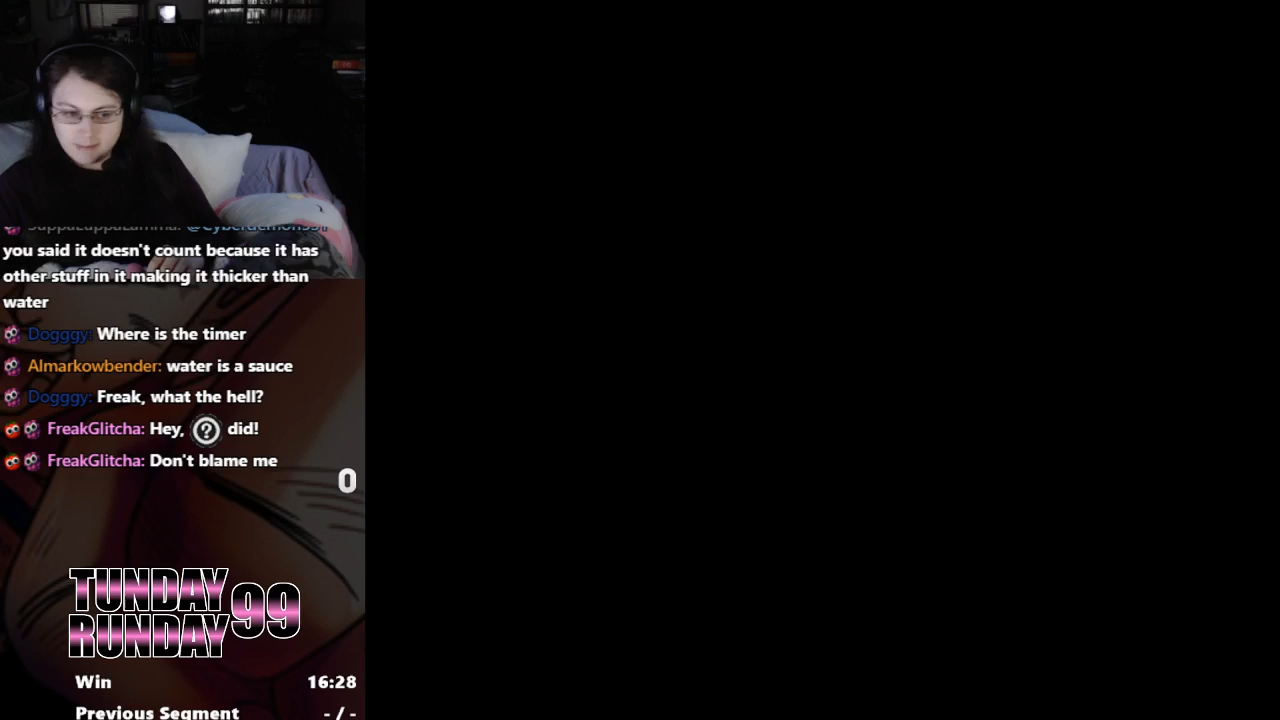 SuppaLuppaLamma: @Cyberdemon531
you said it doesn't count because it has
other stuff in it making it thicker than
water
Dogggy: Where is the timer
Almarkowbender: water is a sauce
Dogggy: Freak, what the hell?
FreakGlitcha: Hey, ? did!
FreakGlitcha: Don't blame me
0
TUNDAY
RUNDAY 99
Win 16:28
Previous Segment - / -